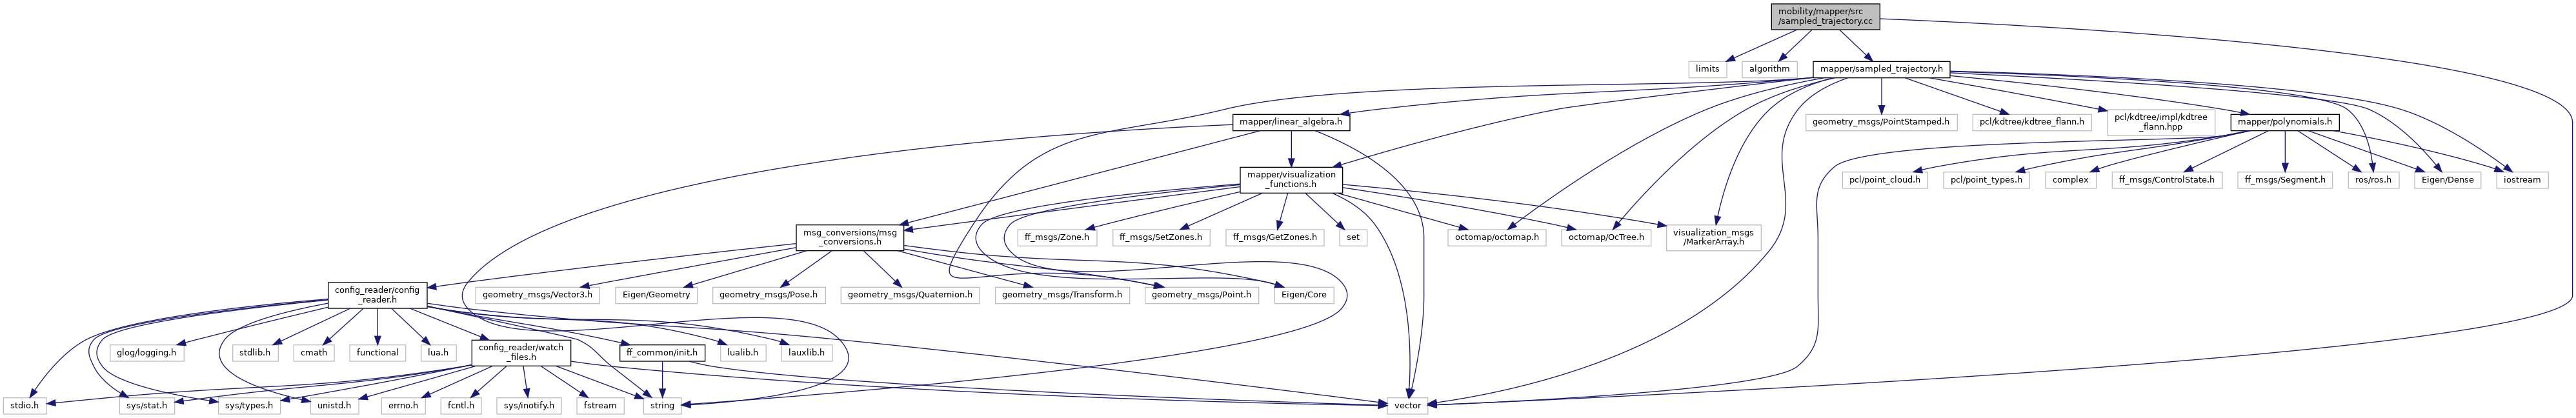 mobility/mapper/src
/sampled_trajectory.cc
limits
algorithm
mapper/sampled_trajectory.h
mapper/linear_algebra.h
geometry_msgs/PointStamped.h
pcl/kdtree/kdtree_flann.h
pcl/kdtree/impl/kdtree
_flann.hpp
mapper/polynomials.h
mapper/visualization
_functions.h
pcl/point_cloud.h
pcl/point_types.h
complex
ff_msgs/ControlState.h
ff_msgs/Segment.h
ros/ros.h
Eigen/Dense
iostream
msg_conversions/msg
_conversions.h
ff_msgs/Zone.h
ff_msgs/SetZones.h
ff_msgs/GetZones.h
set
octomap/octomap.h
octomap/OcTree.h
visualization_msgs
/MarkerArray.h
config_reader/config
_reader.h
geometry_msgs/Vector3.h
Eigen/Geometry
geometry_msgs/Pose.h
geometry_msgs/Quaternion.h
geometry_msgs/Transform.h
geometry_msgs/Point.h
Eigen/Core
glog/logging.h
stdlib.h
cmath
functional
lua.h
config_reader/watch
_files.h
ff_common/init.h
lualib.h
lauxlib.h
stdio.h
sys/stat.h
sys/types.h
unistd.h
errno.h
fcntl.h
sys/inotify.h
fstream
string
vector